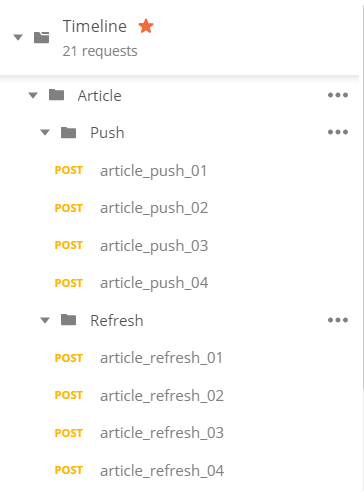 Timeline
21 requests
Article
Push
POST article_push_01
POST article_push_02
POST article_push_03
POST article_push_04
Refresh
POST article_refresh_01
POST article_refresh_02
POST article_refresh_03
POST article_refresh_04